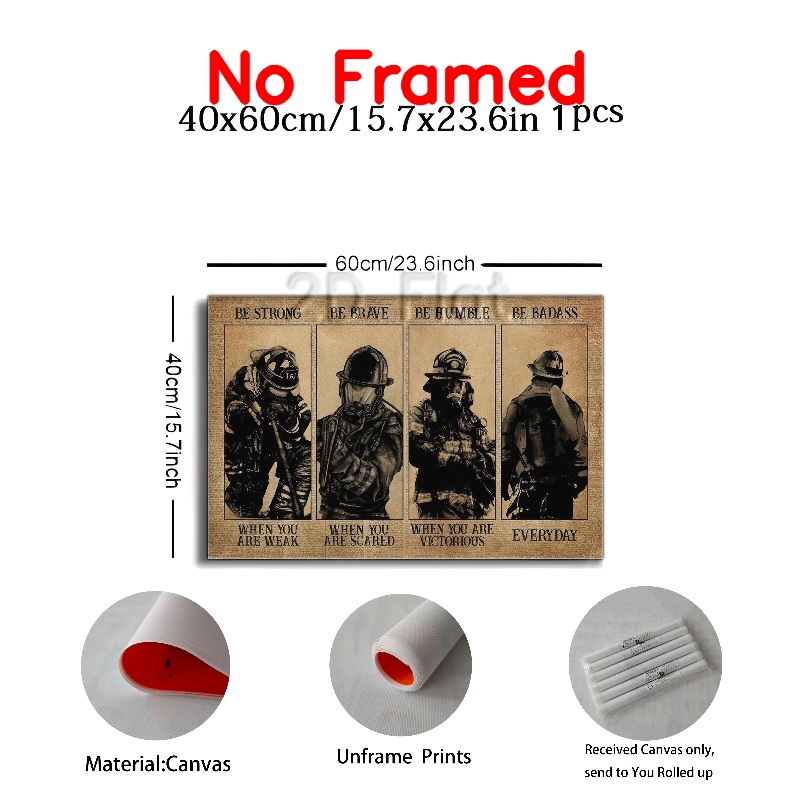 No Framed
40x60cm/15.7x23.6in 1pcs
60cm/23.6inch
2D Flat
40cm/15.7inch
BE STRONG BE BRAVE BE HUMBLE BE BADASS
WHEN YOU WHEN YOU WHEN YOU ARE EVERYDAY
ARE WEAK ARE SCARED VICTORIOUS
Material:Canvas
Unframe Prints
Received Canvas only,
send to You Rolled up